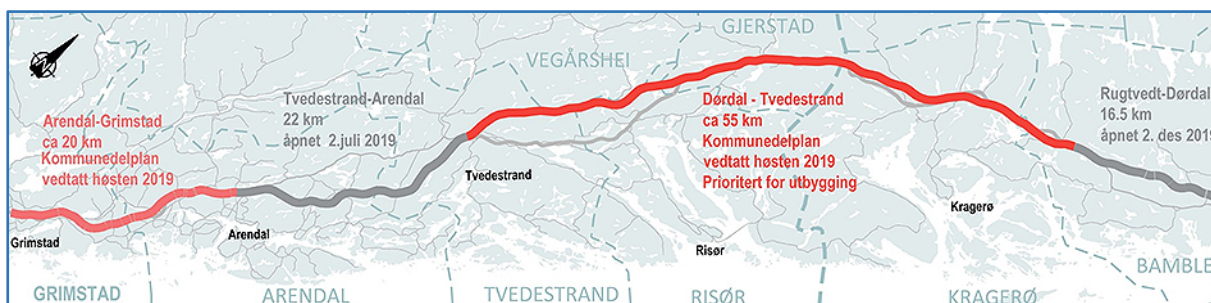 GJERSTAD
VEGÅRSHEI
Arendal-Grimstad
ca 20 km
Kommunedelplan
vedtatt høsten 2019
Tvedestrand-Arendal
22 km
åpnet 2.juli 2019
Dørdal - Tvedestrand
ca 55 km
Kommunedelplan
vedtatt høsten 2019
Prioritert for utbygging
Rugtvedt-Dørdal
16.5 km
åpnet 2. des 2019
Tvedestrand
Kragerø
Grimstad
Arendal
Risør
BAMBLE
GRIMSTAD
ARENDAL
TVEDESTRAND
RISØR
KRAGERØ